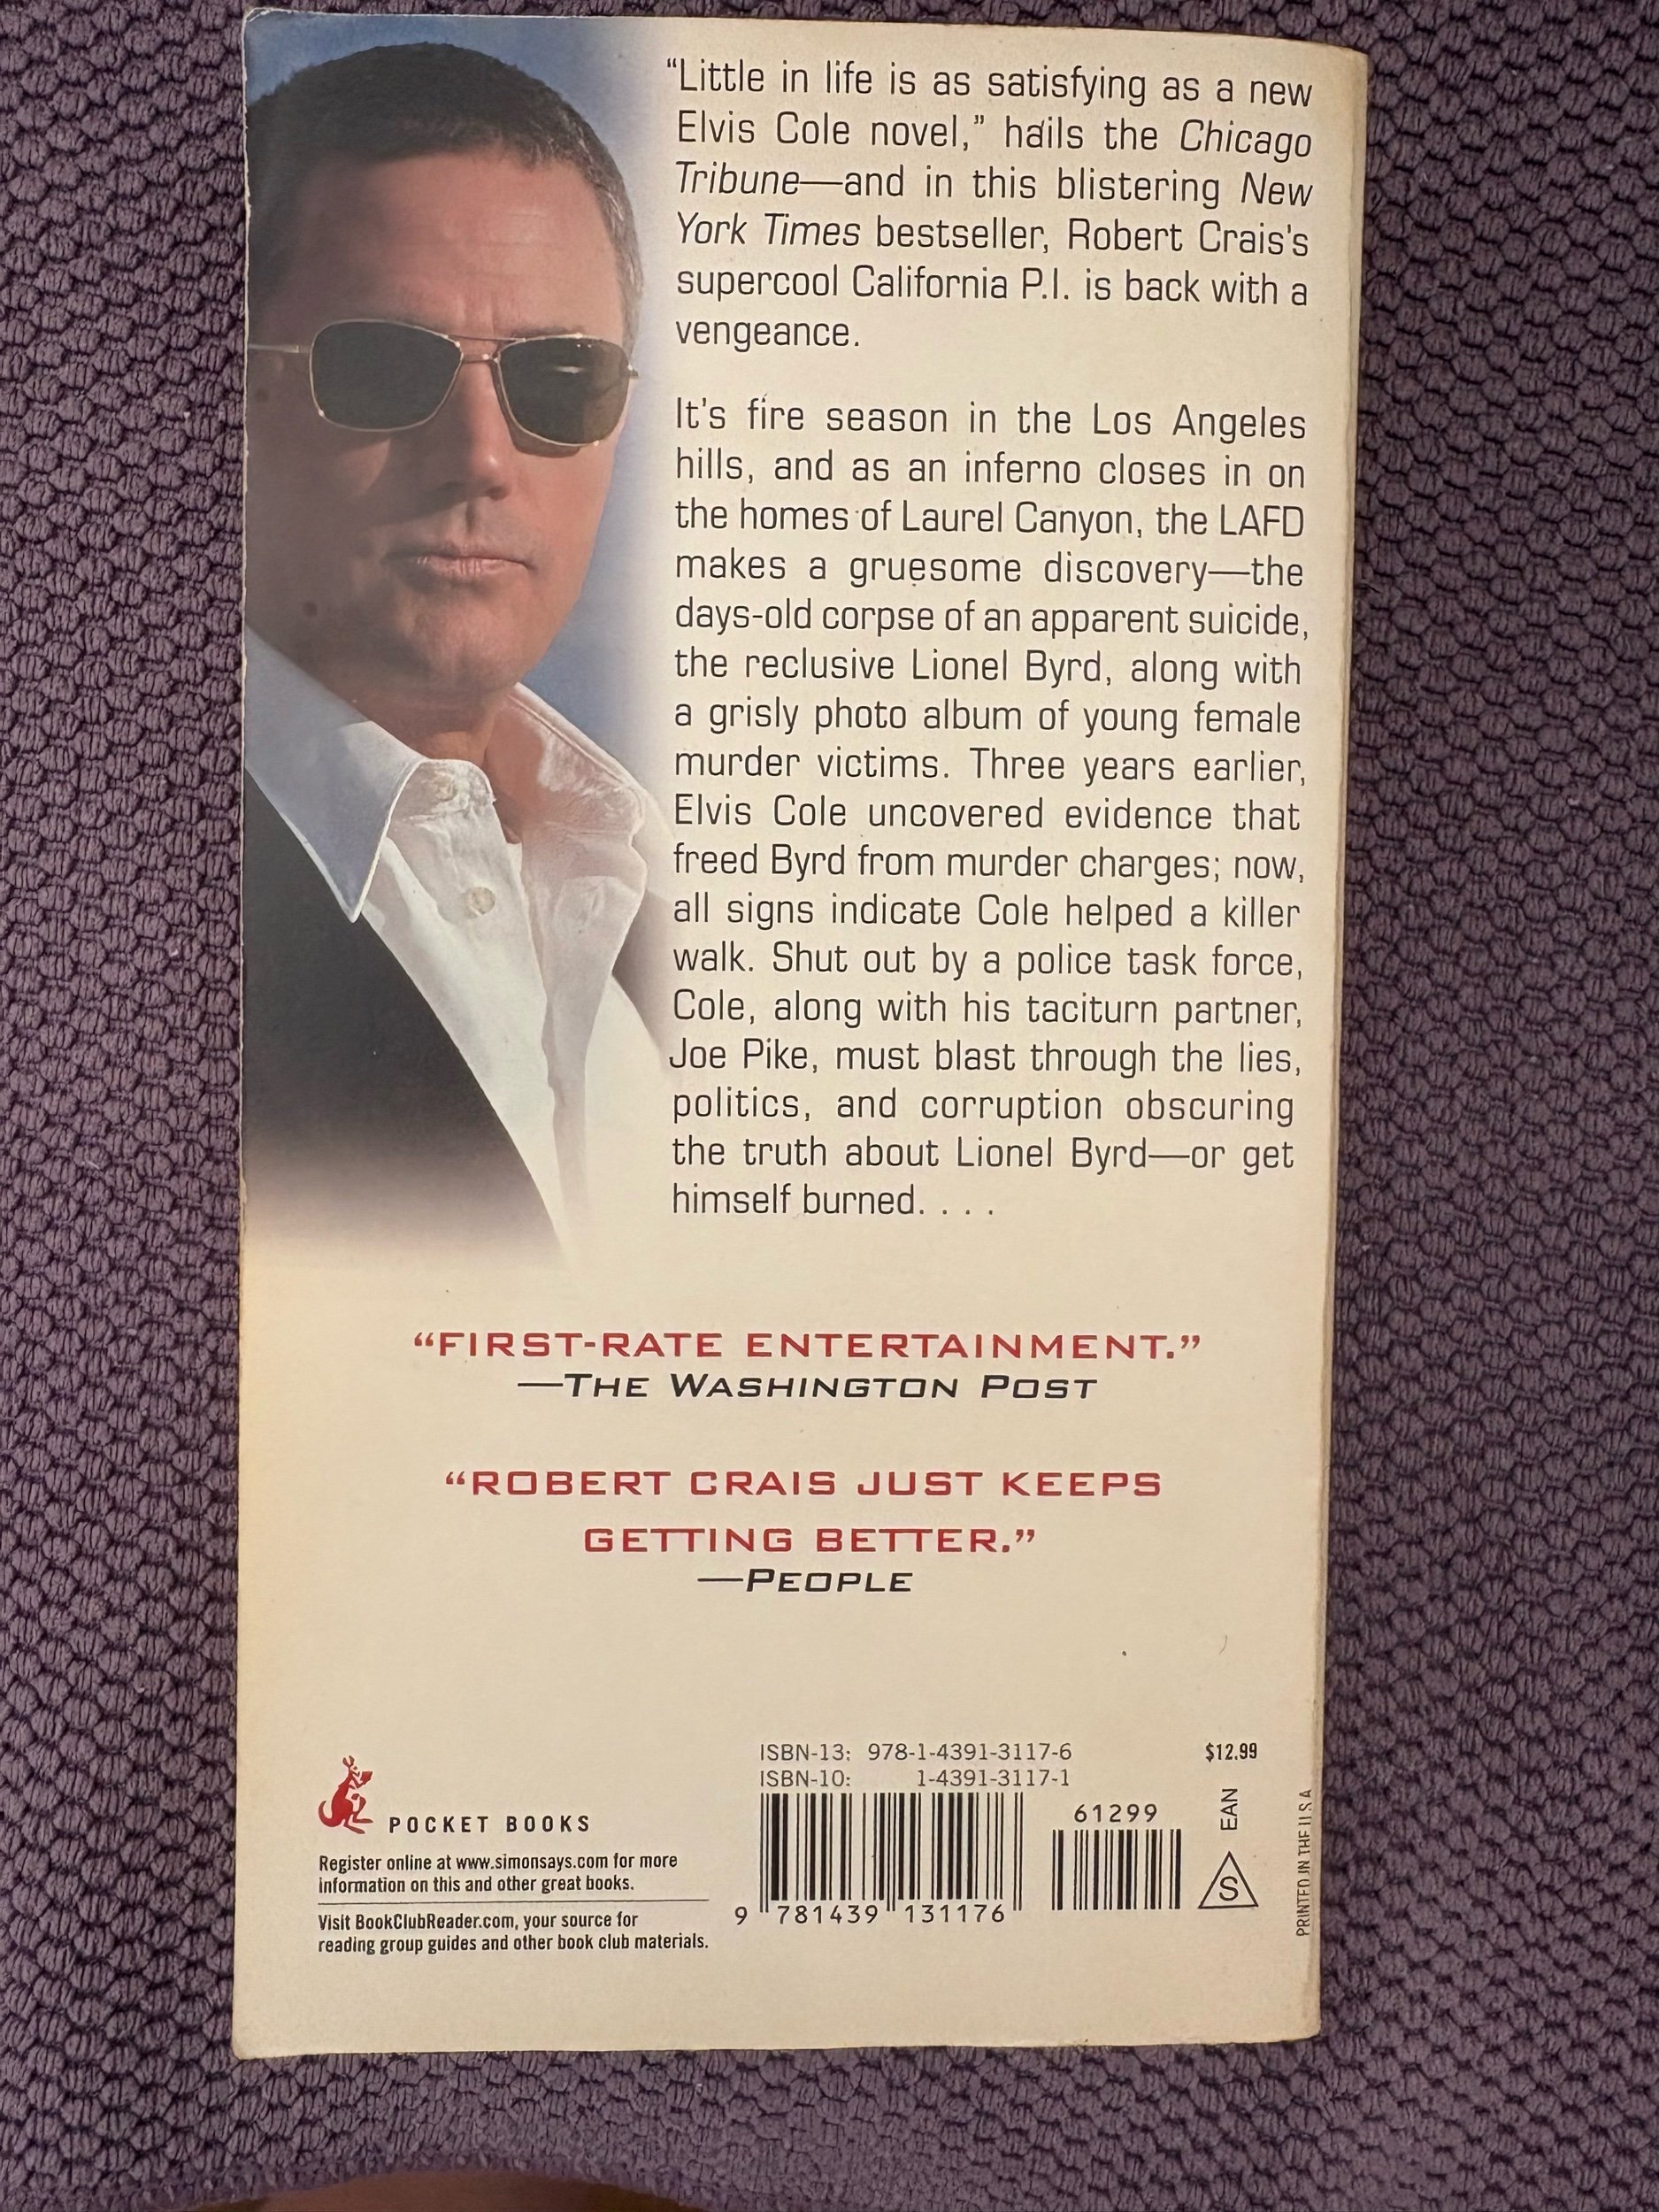 “Little in life is as satisfying as a new
Elvis Cole novel,” hails the Chicago
Tribune—and in this blistering New
York Times bestseller, Robert Crais’s
supercool California P.I. is back with a
vengeance.
It’s fire season in the Los Angeles
hills, and as an inferno closes in on
the homes of Laurel Canyon, the LAFD
makes a gruesome discovery—the
days-old corpse of an apparent suicide,
the reclusive Lionel Byrd, along with
a grisly photo album of young female
murder victims. Three years earlier,
Elvis Cole uncovered evidence that
freed Byrd from murder charges; now,
all signs indicate Cole helped a killer
walk. Shut out by a police task force,
Cole, along with his taciturn partner,
Joe Pike, must blast through the lies,
politics, and corruption obscuring
the truth about Lionel Byrd—or get
himself burned. . . .
“FIRST-RATE ENTERTAINMENT.”
—THE WASHINGTON POST
“ROBERT CRAIS JUST KEEPS
GETTING BETTER.”
—PEOPLE
POCKET BOOKS
Register online at www.simonsays.com for more
information on this and other great books.
Visit BookClubReader.com, your source for
reading group guides and other book club materials.
ISBN-13: 978-1-4391-3117-6
ISBN-10: 1-4391-3117-1
9 781439 131176
61299
$12.99
EAN
S
PRINTED IN THE U.S.A